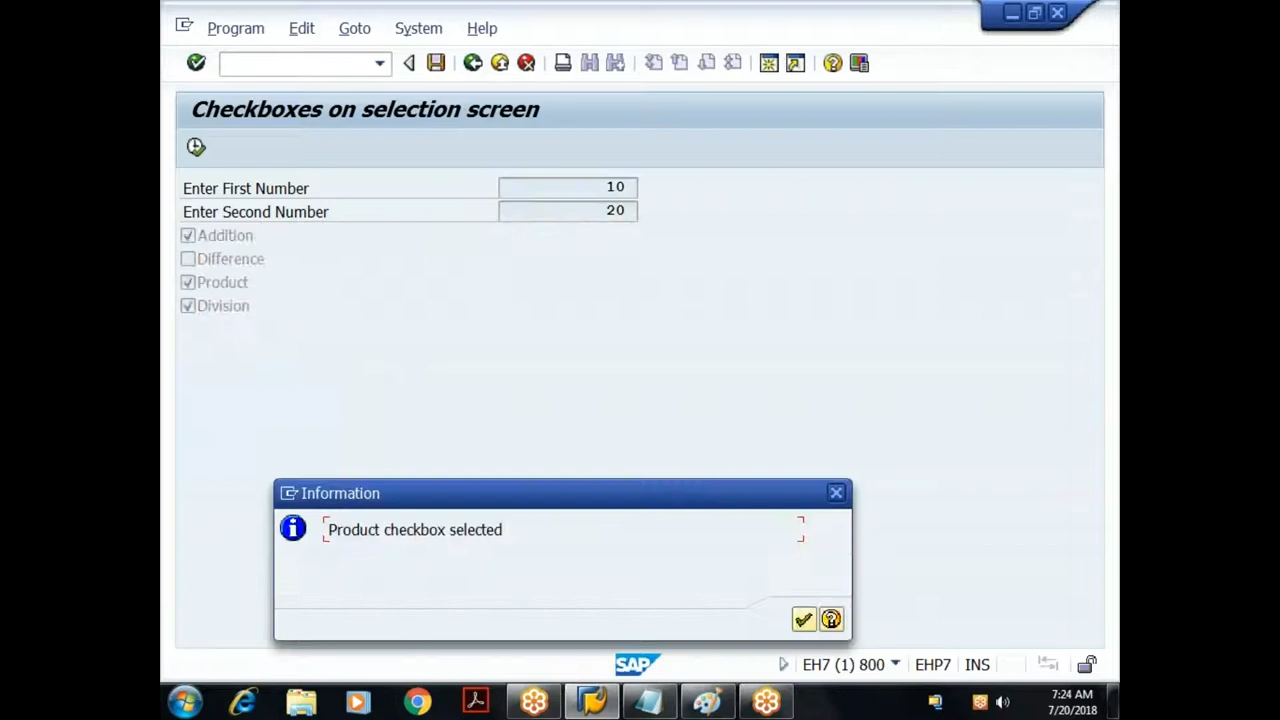 Program Edit Goto System Help
Checkboxes on selection screen
Enter First Number 10
Enter Second Number 20
Addition
Difference
Product
Division
Information
Product checkbox selected
SAP EH7 (1) 800 EHP7 INS
7:24 AM
7/20/2018